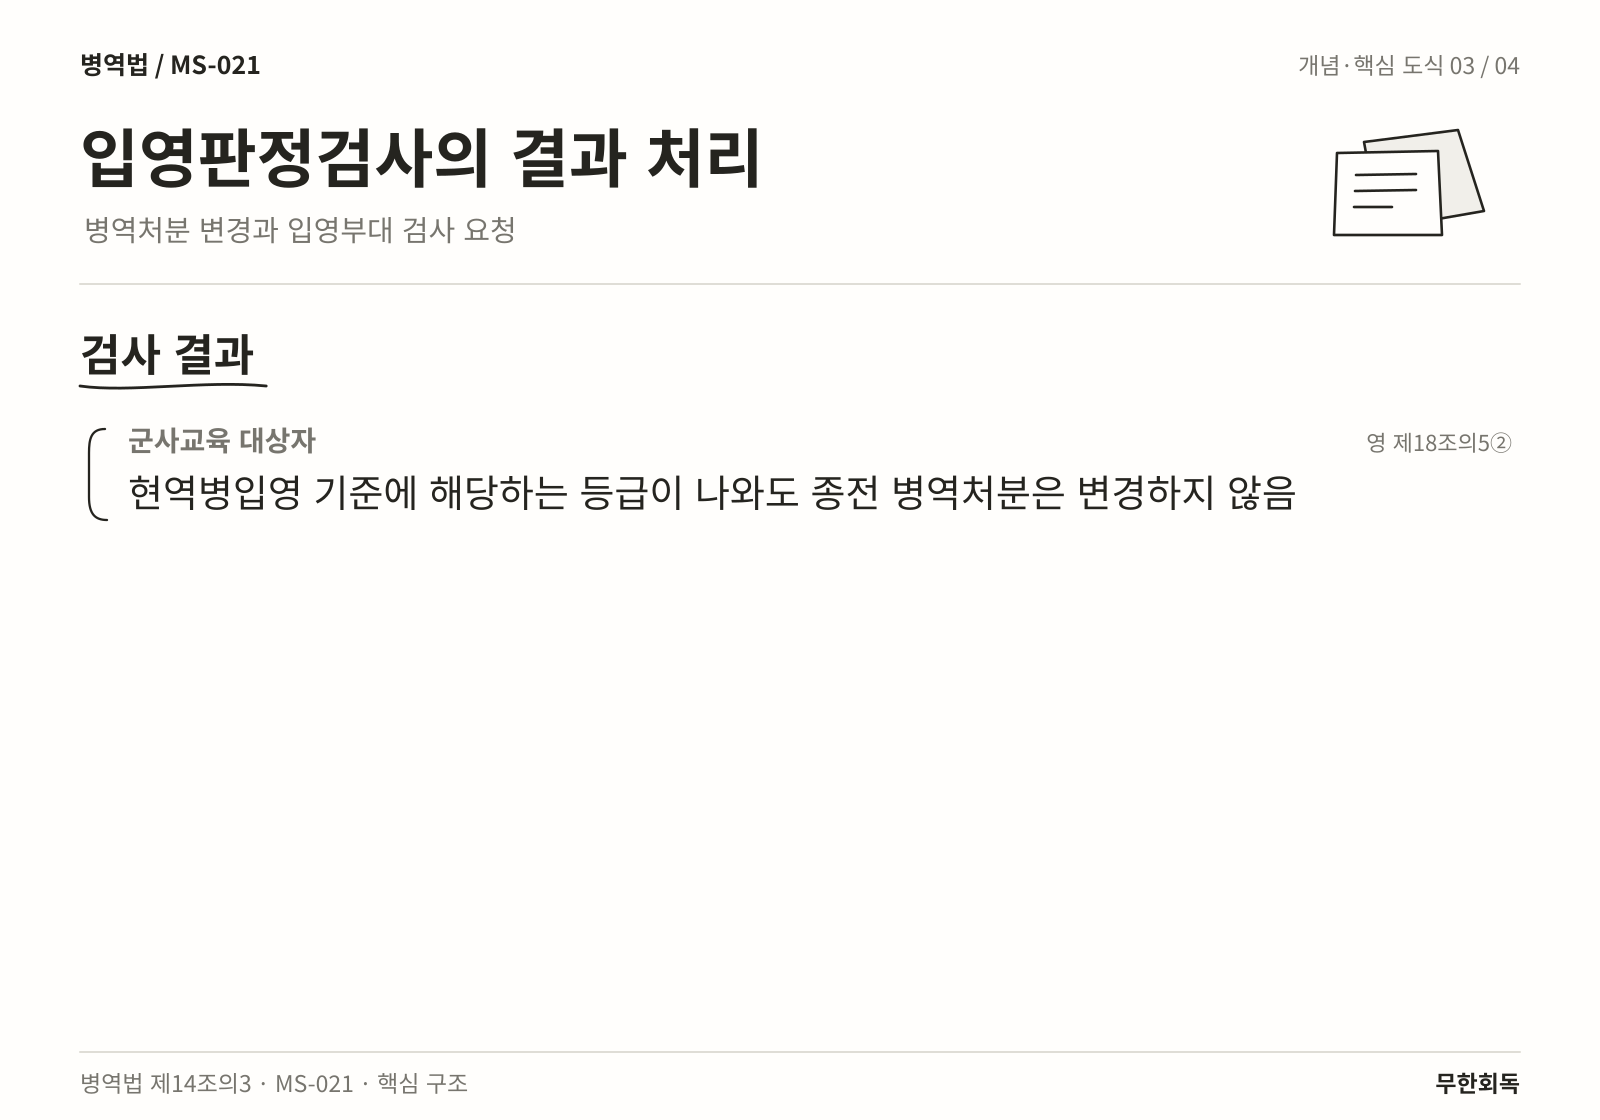 병역법 / MS-021
개념·핵심 도식 03 / 04
입영판정검사의 결과 처리
병역처분 변경과 입영부대 검사 요청
검사 결과
군사교육 대상자
영 제18조의5②
현역병입영 기준에 해당하는 등급이 나와도 종전 병역처분은 변경하지 않음
병역법 제14조의3 · MS-021 · 핵심 구조
무한회독